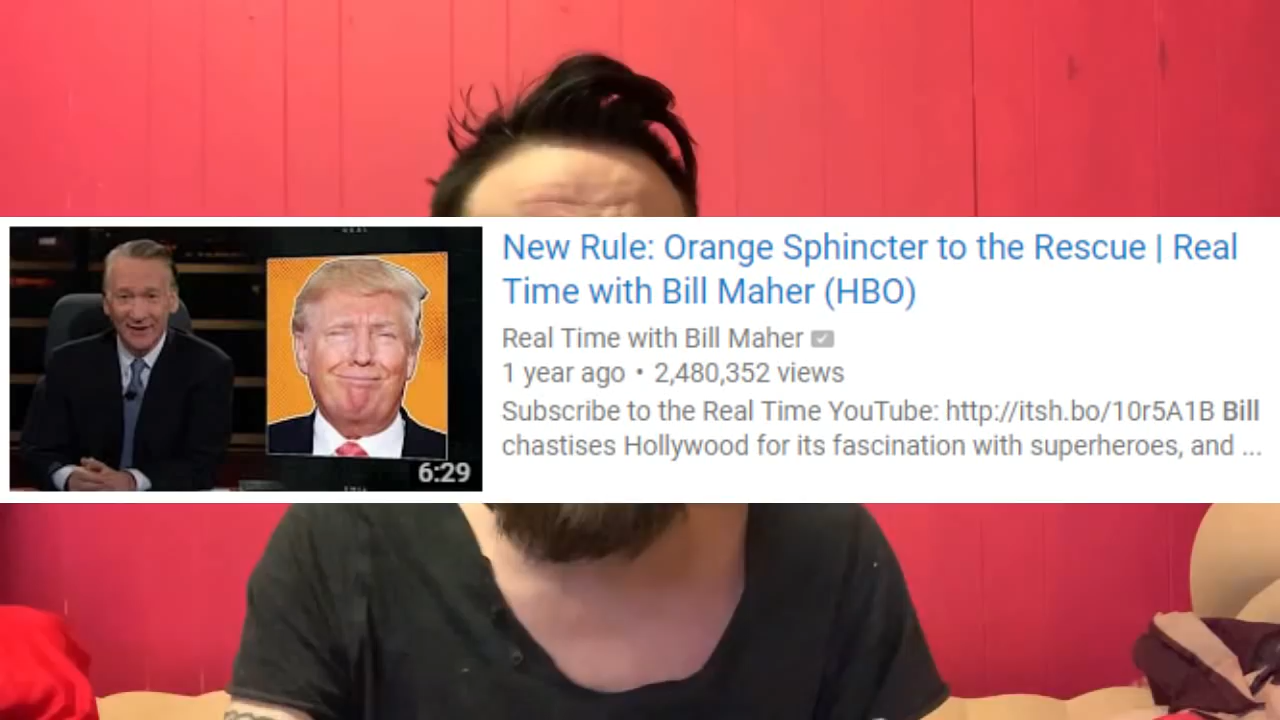 New Rule: Orange Sphincter to the Rescue | Real
Time with Bill Maher (HBO)
Real Time with Bill Maher
1 year ago • 2,480,352 views
Subscribe to the Real Time YouTube: http://itsh.bo/10r5A1B Bill
chastises Hollywood for its fascination with superheroes, and ...
6:29